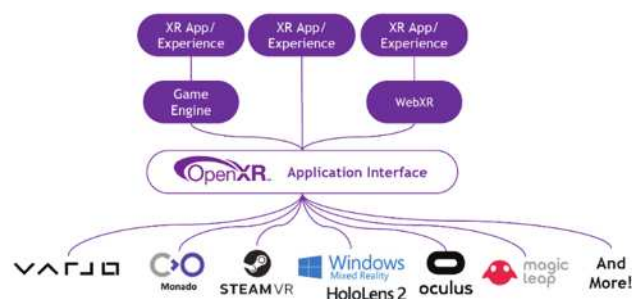 XR App/
Experience
XR App/
Experience
XR App/
Experience
Game
Engine
WebXR
OpenXR™ Application Interface
VARJO
Monado
STEAMVR
Windows
Mixed Reality
HoloLens 2
oculus
magic
leap
And
More!